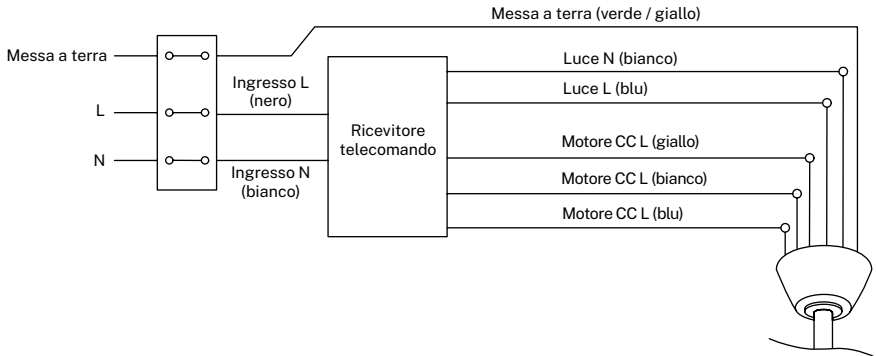 Messa a terra (verde / giallo)
Messa a terra
L
N
Ingresso L
(nero)
Ingresso N
(bianco)
Ricevitore
telecomando
Luce N (bianco)
Luce L (blu)
Motore CC L (giallo)
Motore CC L (bianco)
Motore CC L (blu)